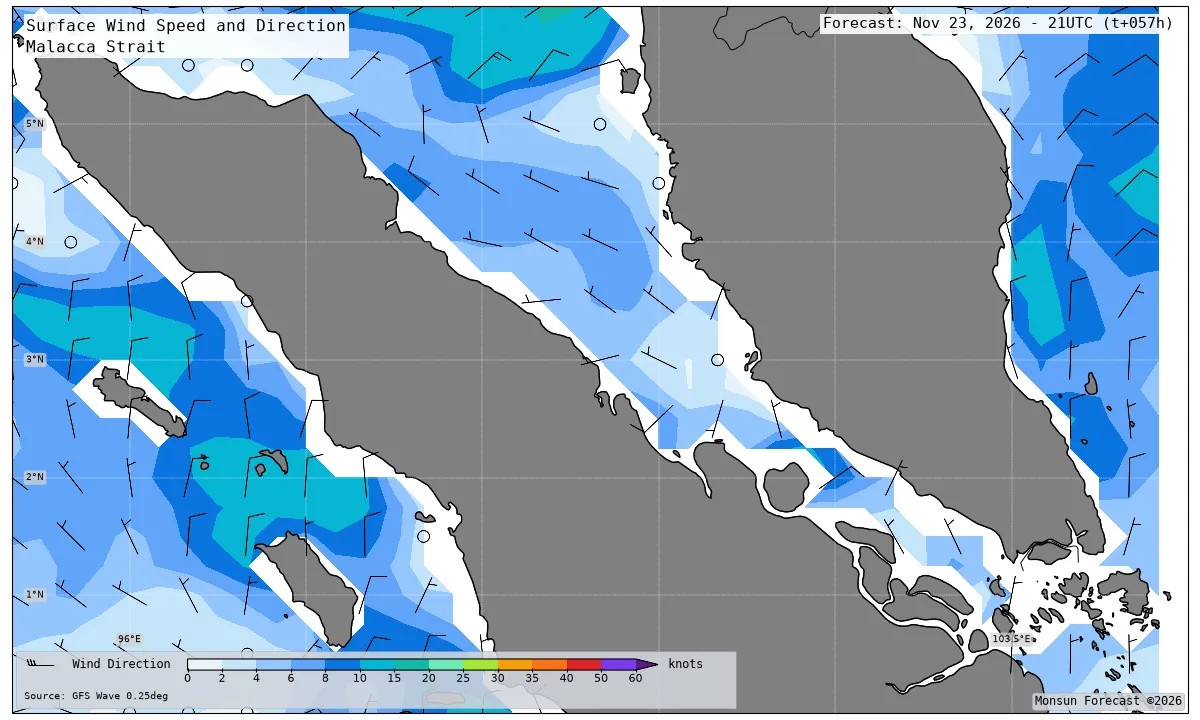 Surface Wind Speed and Direction
Malacca Strait
Forecast: Nov 23, 2026 - 21UTC (t+057h)
5°N
4°N
3°N
2°N
1°N
96°E
103.5°E
Wind Direction
0 2 4 6 8 10 15 20 25 30 35 40 50 60
knots
Source: GFS Wave 0.25deg
Monsun Forecast ©2026